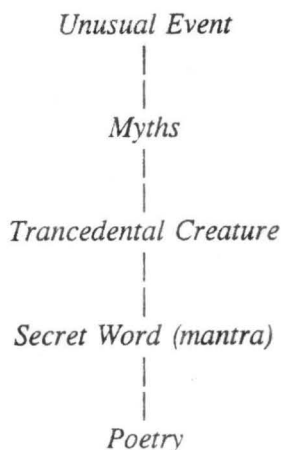 Unusual Event
Myths
Trancedental Creature
Secret Word (mantra)
Poetry